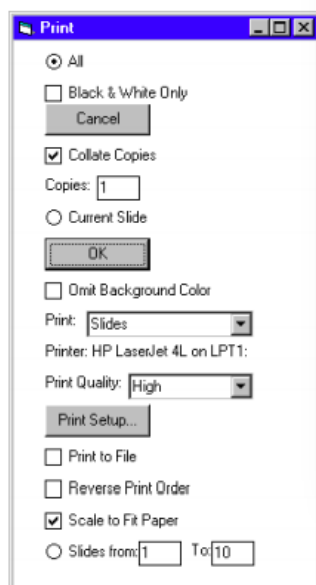 Print
All
Black & White Only
Cancel
Collate Copies
Copies: 1
Current Slide
OK
Omit Background Color
Print: Slides
Printer: HP LaserJet 4L on LPT1:
Print Quality: High
Print Setup...
Print to File
Reverse Print Order
Scale to Fit Paper
Slides from: 1 To: 10